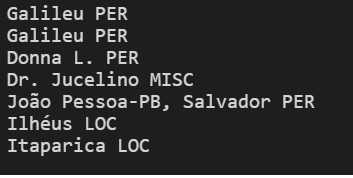 Galileu PER
Galileu PER
Donna L. PER
Dr. Jucelino MISC
João Pessoa-PB, Salvador PER
Ilhéus LOC
Itaparica LOC